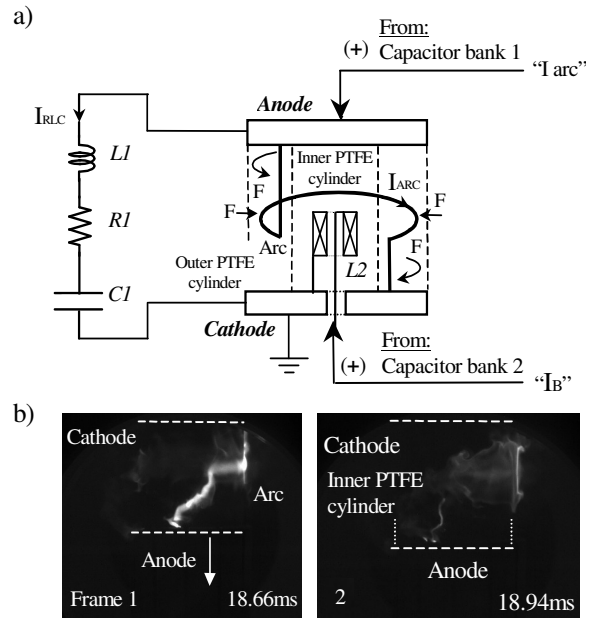 a)
From:
(+) Capacitor bank 1
"I arc"
Anode
IRLC
L1
Inner PTFE
cylinder
F
IARC
F
F
R1
Arc
F
Outer PTFE
cylinder
L2
C1
Cathode
From:
(+) Capacitor bank 2
"IB"
b)
Cathode
Arc
Anode
Frame 1
18.66ms
Cathode
Inner PTFE
cylinder
Anode
2
18.94ms